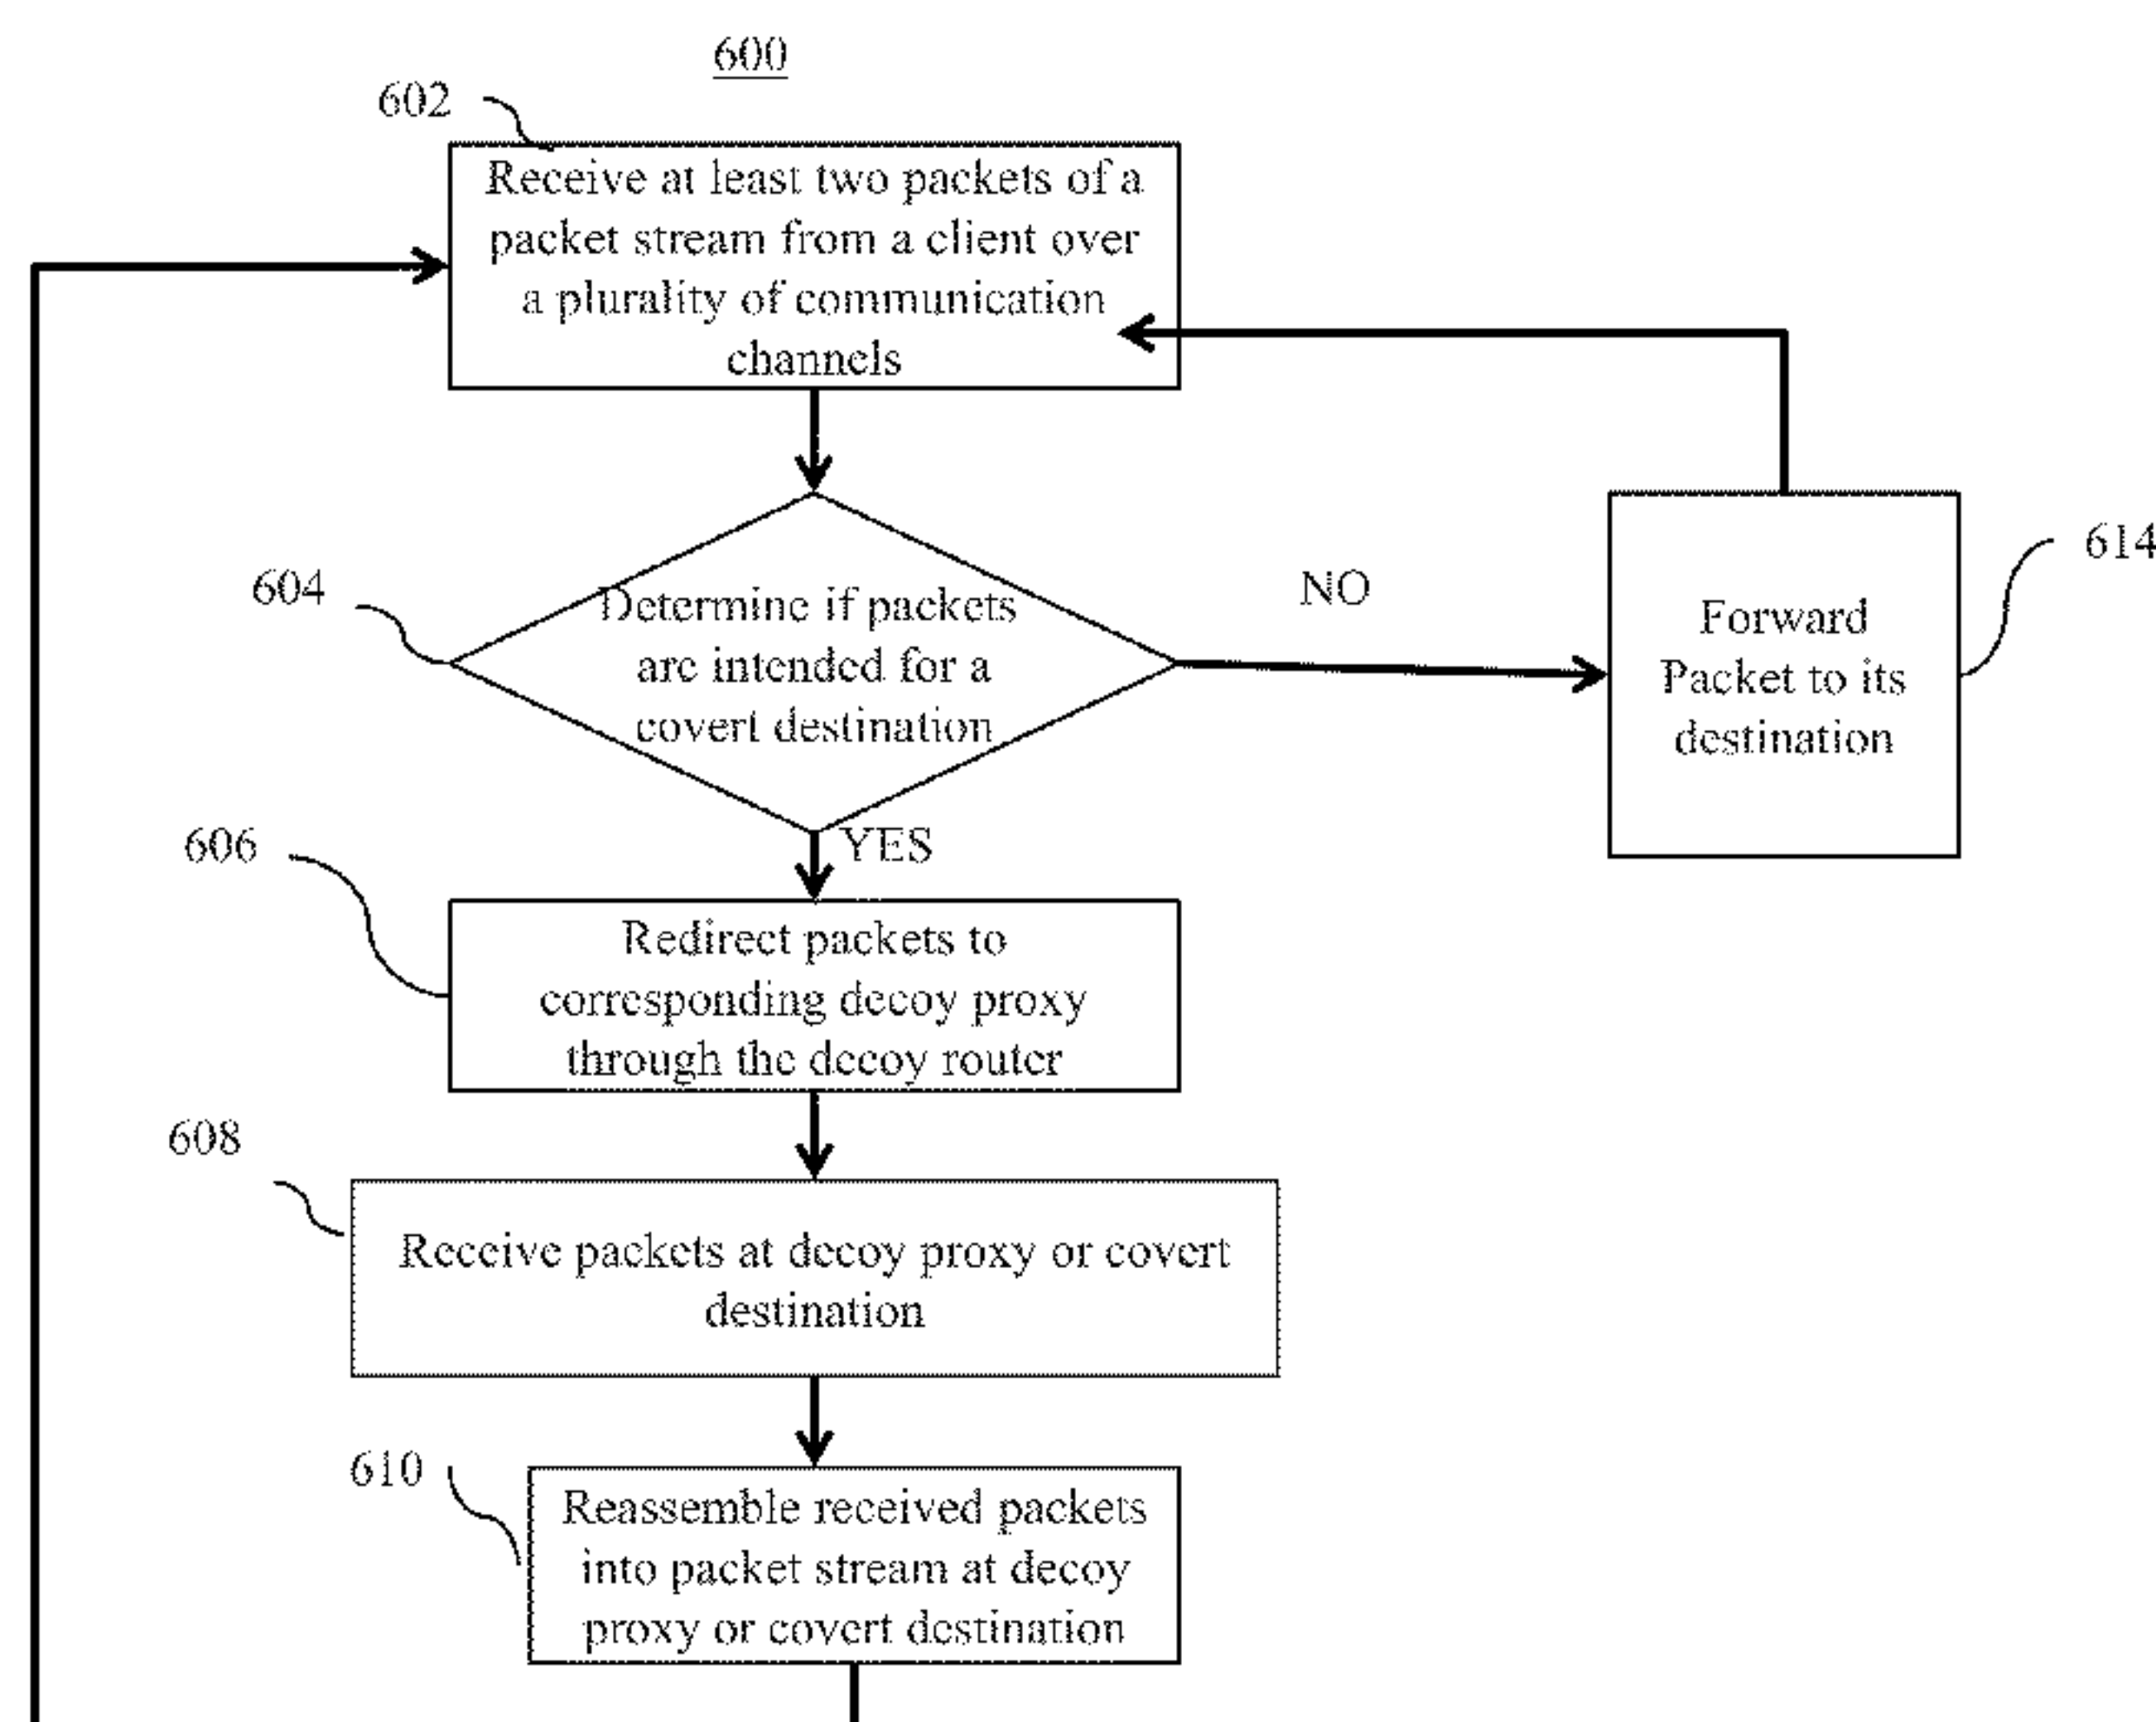 600
602
Receive at least two packets of a
packet stream from a client over
a plurality of communication
channels
604
Determine if packets
are intended for a
covert destination
NO
614
Forward
Packet to its
destination
YES
606
Redirect packets to
corresponding decoy proxy
through the decoy router
608
Receive packets at decoy proxy or covert
destination
610
Reassemble received packets
into packet stream at decoy
proxy or covert destination